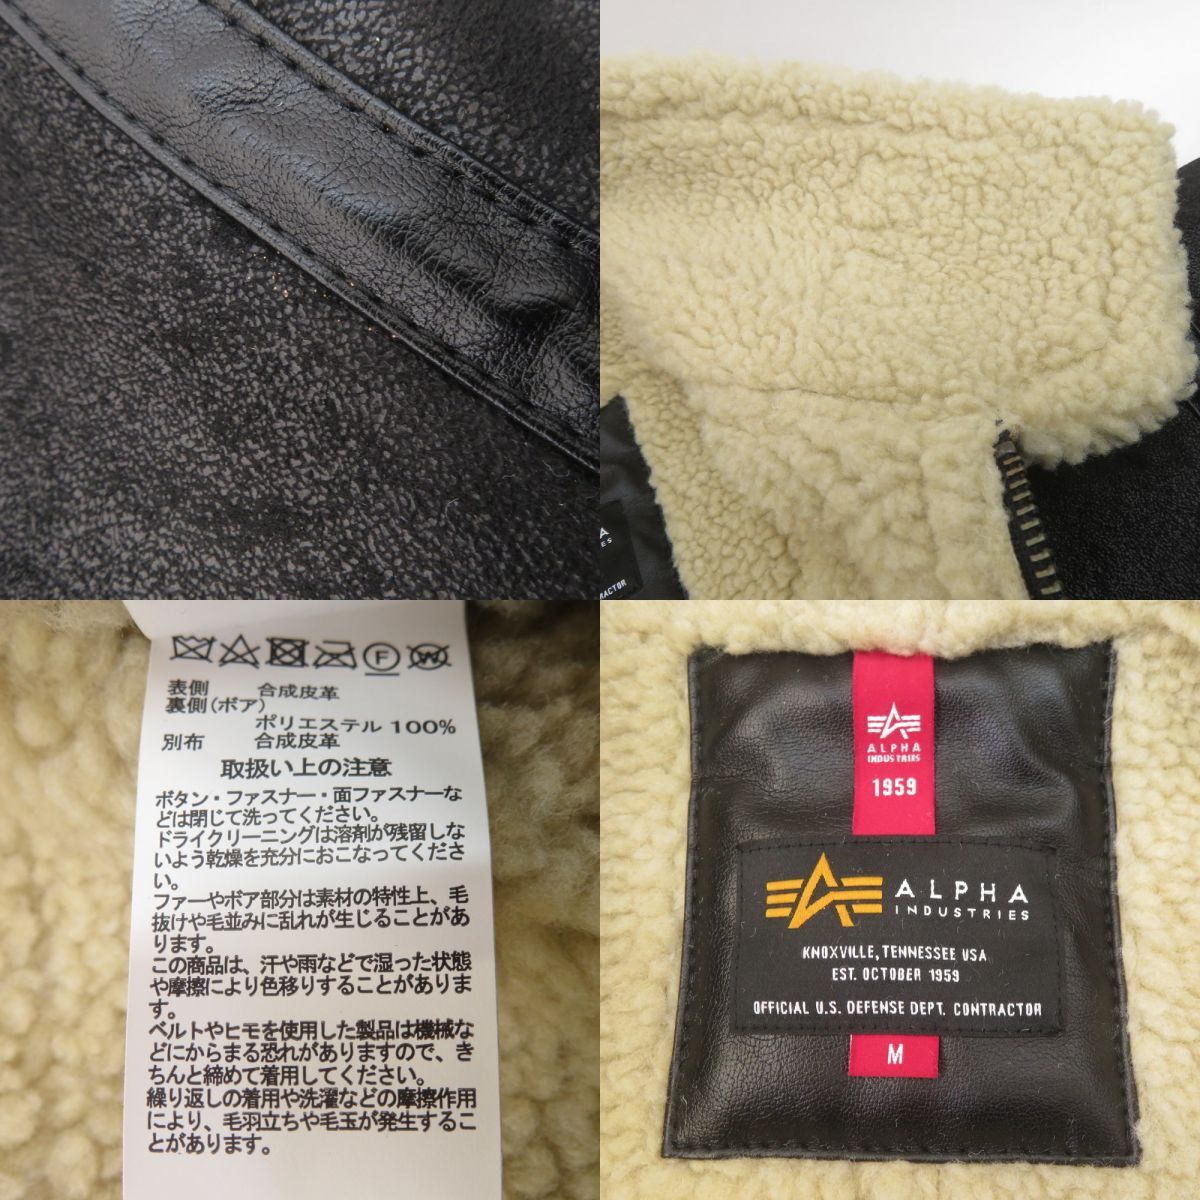 A
ES
RACTOR
表側 合成皮革
裏側(ボア)
ポリエステル 100%
別布 合成皮革
取扱い上の注意
ボタン・ファスナー・面ファスナーな
どは閉じて洗ってください。
ドライクリーニングは溶剤が残留しな
いよう乾燥を充分におこなってくださ
い。
ファーやボア部分は素材の特性上、毛
抜けや毛並みに乱れが生じることがあ
ります。
この商品は、汗や雨などで湿った状態
や摩擦により色移りすることがありま
す。
ベルトやヒモを使用した製品は機械な
どにからまる恐れがありますので、き
ちんと締めて着用してください。
繰り返しの着用や洗濯などの摩擦作用
により、毛羽立ちや毛玉が発生するこ
とがあります。
ALPHA
INDUSTRIES
1959
ALPHA
INDUSTRIES
KNOXVILLE, TENNESSEE USA
EST. OCTOBER 1959
OFFICIAL U.S. DEFENSE DEPT. CONTRACTOR
M